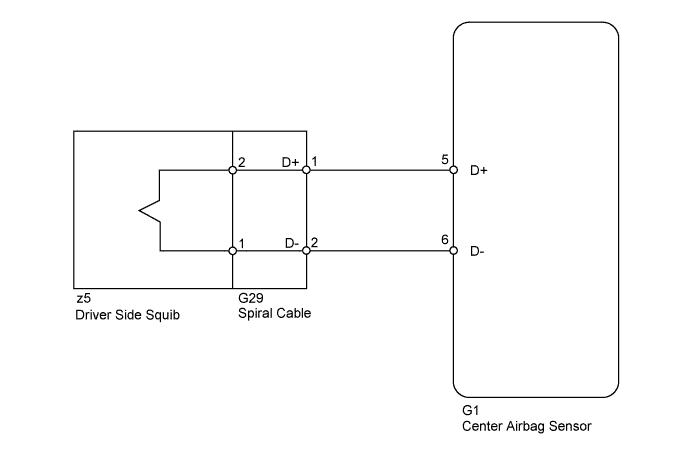 2 D+ 1 5 D+
1 D- 2 6 D-
z5 G29
Driver Side Squib Spiral Cable
G1
Center Airbag Sensor